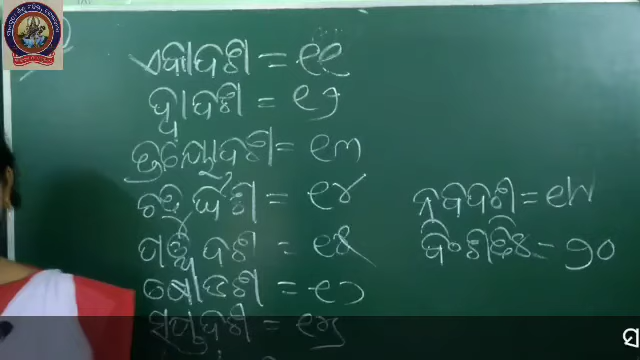 ଏକାଦଶ = ୧୧
ଦ୍ୱାଦଶ = ୧୨
ତ୍ରୟୋଦଶ = ୧୩
ଚତୁର୍ଦ୍ଦଶ = ୧୪
ପଞ୍ଚଦଶ = ୧୫
ଷୋଡଶ = ୧୬
ସପ୍ତଦଶ = ୧୭
ନବଦଶ = ୧୯
ବିଂଶତିଃ = ୨୦